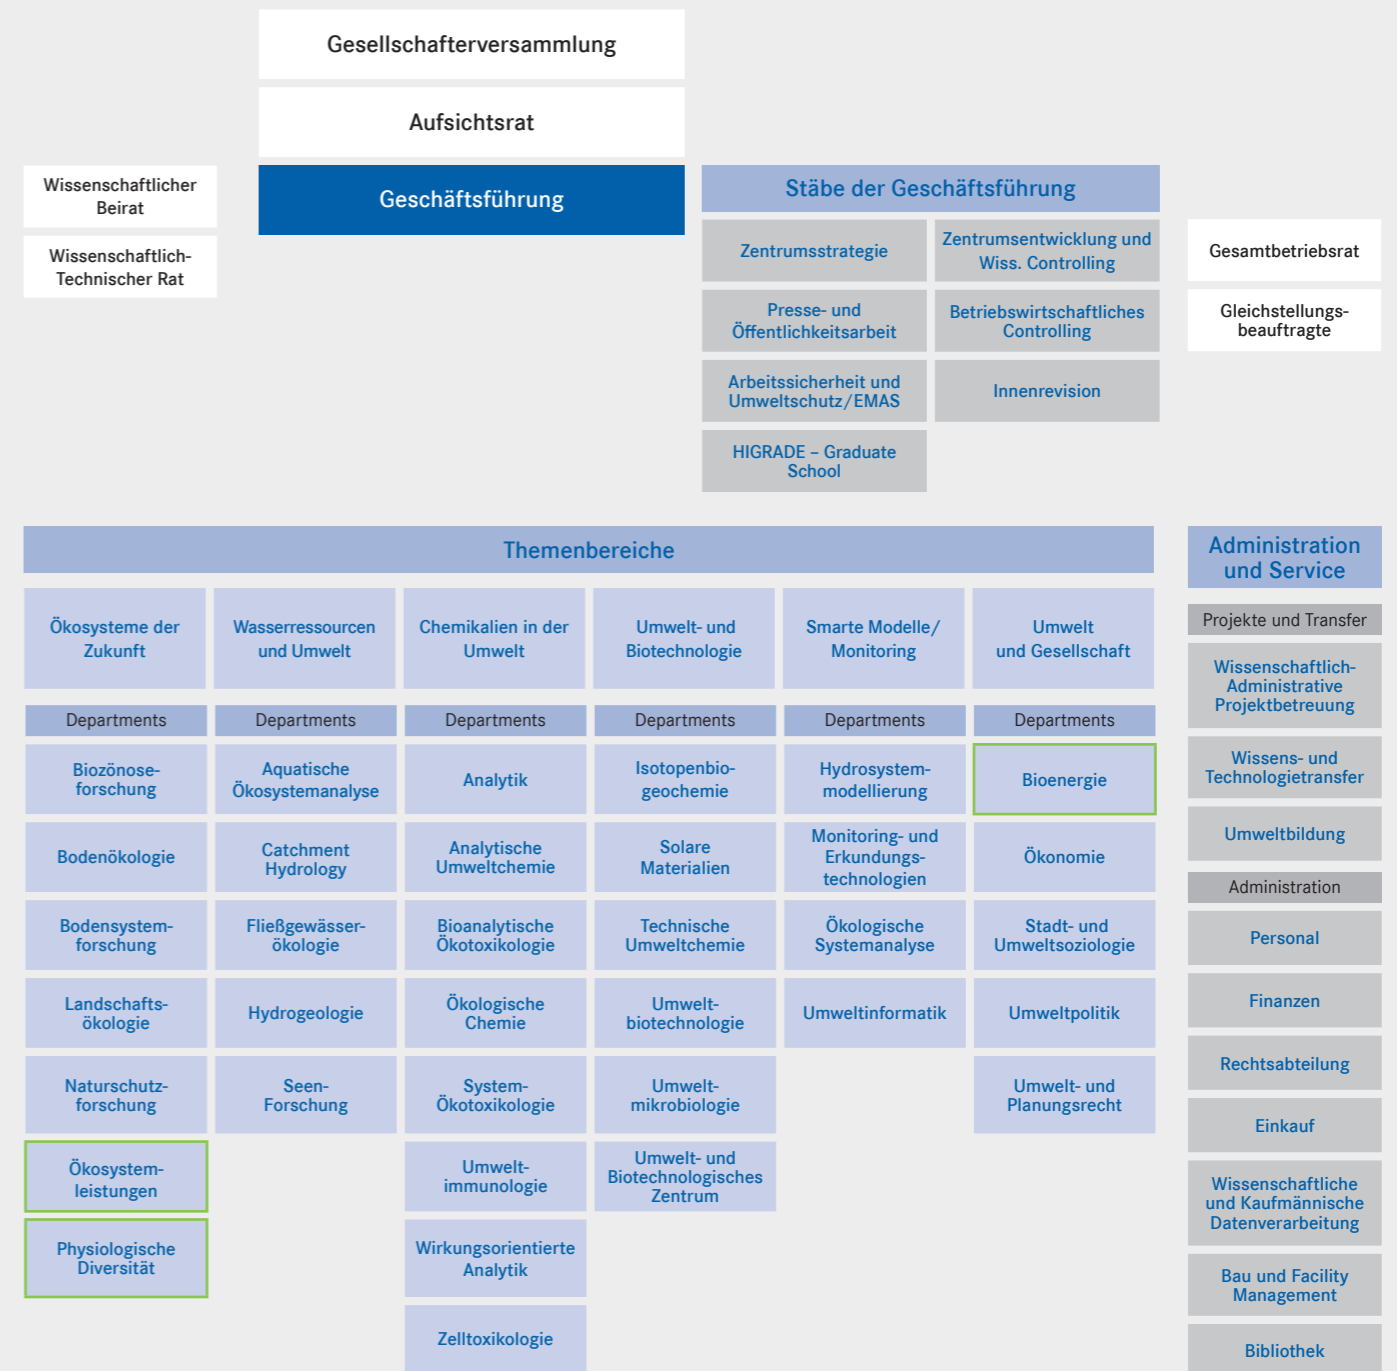 Gesellschafterversammlung
Aufsichtsrat
Geschäftsführung
Wissenschaftlicher
Beirat
Wissenschaftlich-
Technischer Rat
Stäbe der Geschäftsführung
Zentrumsstrategie
Zentrumsentwicklung und
Wiss. Controlling
Presse- und
Öffentlichkeitsarbeit
Betriebswirtschaftliches
Controlling
Arbeitssicherheit und
Umweltschutz/EMAS
Innenrevision
HIGRADE – Graduate
School
Gesamtbetriebsrat
Gleichstellungs-
beauftragte
Themenbereiche
Ökosysteme der
Zukunft
Departments
Biozönose-
forschung
Bodenökologie
Bodensystem-
forschung
Landschafts-
ökologie
Naturschutz-
forschung
Ökosystem-
leistungen
Physiologische
Diversität
Wasserressourcen
und Umwelt
Departments
Aquatische
Ökosystemanalyse
Catchment
Hydrology
Fließgewässer-
ökologie
Hydrogeologie
Seen-
Forschung
Chemikalien in der
Umwelt
Departments
Analytik
Analytische
Umweltchemie
Bioanalytische
Ökotoxikologie
Ökologische
Chemie
System-
Ökotoxikologie
Umwelt-
immunologie
Wirkungsorientierte
Analytik
Zelltoxikologie
Umwelt- und
Biotechnologie
Departments
Isotopenbio-
geochemie
Solare
Materialien
Technische
Umweltchemie
Umwelt-
biotechnologie
Umwelt-
mikrobiologie
Umwelt- und
Biotechnologisches
Zentrum
Smarte Modelle/
Monitoring
Departments
Hydrosystem-
modellierung
Monitoring- und
Erkundungs-
technologien
Ökologische
Systemanalyse
Umweltinformatik
Umwelt
und Gesellschaft
Departments
Bioenergie
Ökonomie
Stadt- und
Umweltsoziologie
Umweltpolitik
Umwelt- und
Planungsrecht
Administration
und Service
Projekte und Transfer
Wissenschaftlich-
Administrative
Projektbetreuung
Wissens- und
Technologietransfer
Umweltbildung
Administration
Personal
Finanzen
Rechtsabteilung
Einkauf
Wissenschaftliche
und Kaufmännische
Datenverarbeitung
Bau und Facility
Management
Bibliothek